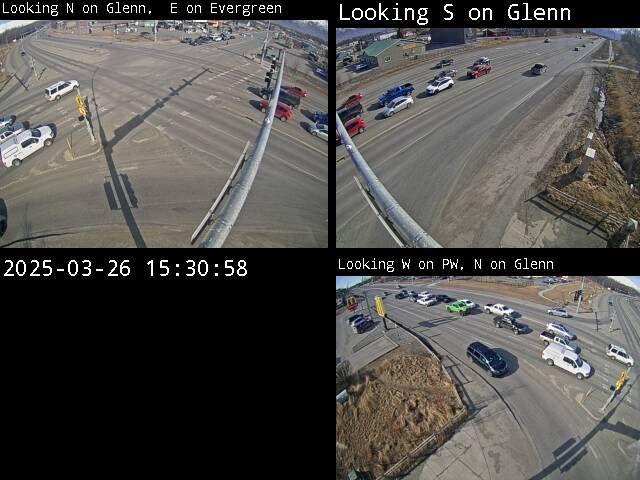 Looking N on Glenn,  E on Evergreen
Looking S on Glenn
2025-03-26 15:30:58
Looking W on PW, N on Glenn